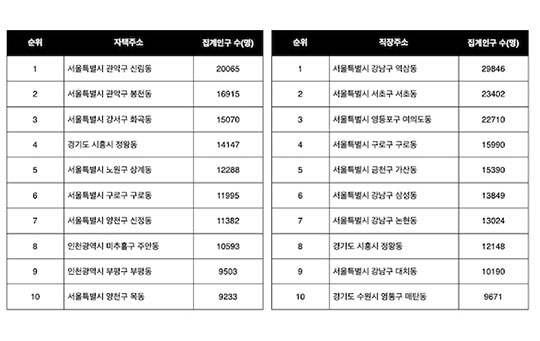 순위 자택주소 집계인구 수(명)
1 서울특별시 관악구 신림동 20065
2 서울특별시 관악구 봉천동 16915
3 서울특별시 강서구 화곡동 15070
4 경기도 시흥시 정왕동 14147
5 서울특별시 노원구 상계동 12288
6 서울특별시 구로구 구로동 11995
7 서울특별시 양천구 신정동 11382
8 인천광역시 미추홀구 주안동 10593
9 인천광역시 부평구 부평동 9503
10 서울특별시 양천구 목동 9233
순위 직장주소 집계인구 수(명)
1 서울특별시 강남구 역삼동 29846
2 서울특별시 서초구 서초동 23402
3 서울특별시 영등포구 여의도동 22710
4 서울특별시 구로구 구로동 15990
5 서울특별시 금천구 가산동 15390
6 서울특별시 강남구 삼성동 13849
7 서울특별시 강남구 논현동 13024
8 경기도 시흥시 정왕동 12148
9 서울특별시 강남구 대치동 10190
10 경기도 수원시 영통구 매탄동 9671